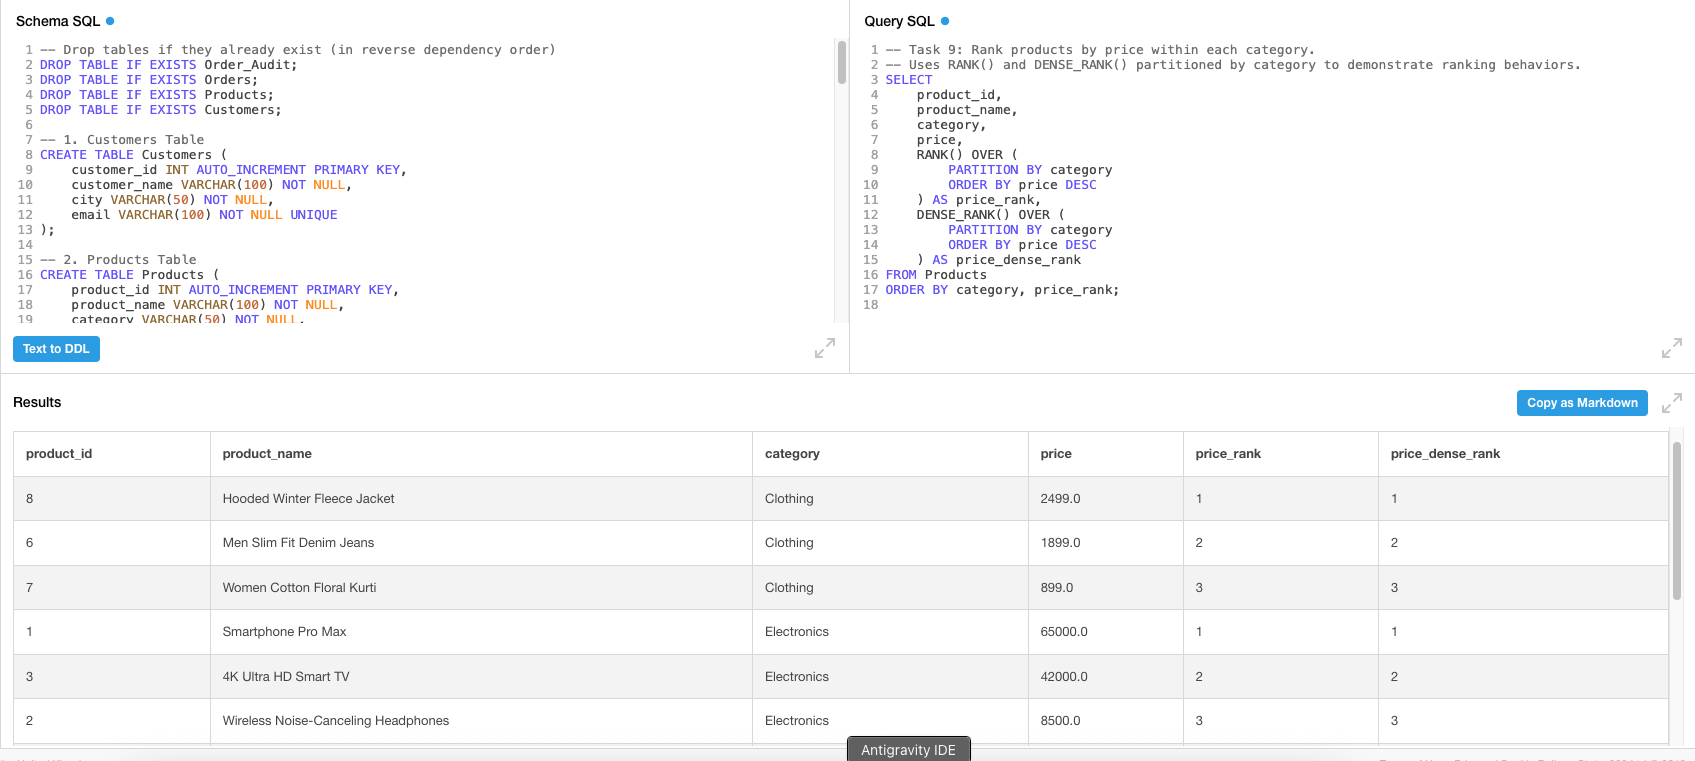 Schema SQL
1 -- Drop tables if they already exist (in reverse dependency order)
2 DROP TABLE IF EXISTS Order_Audit;
3 DROP TABLE IF EXISTS Orders;
4 DROP TABLE IF EXISTS Products;
5 DROP TABLE IF EXISTS Customers;
6
7 -- 1. Customers Table
8 CREATE TABLE Customers (
9     customer_id INT AUTO_INCREMENT PRIMARY KEY,
10     customer_name VARCHAR(100) NOT NULL,
11     city VARCHAR(50) NOT NULL,
12     email VARCHAR(100) NOT NULL UNIQUE
13 );
14
15 -- 2. Products Table
16 CREATE TABLE Products (
17     product_id INT AUTO_INCREMENT PRIMARY KEY,
18     product_name VARCHAR(100) NOT NULL,
19     category VARCHAR(50) NOT NULL,
Text to DDL
Query SQL
1 -- Task 9: Rank products by price within each category.
2 -- Uses RANK() and DENSE_RANK() partitioned by category to demonstrate ranking behaviors.
3 SELECT
4     product_id,
5     product_name,
6     category,
7     price,
8     RANK() OVER (
9         PARTITION BY category
10         ORDER BY price DESC
11     ) AS price_rank,
12     DENSE_RANK() OVER (
13         PARTITION BY category
14         ORDER BY price DESC
15     ) AS price_dense_rank
16 FROM Products
17 ORDER BY category, price_rank;
18
Results
Copy as Markdown
product_id product_name category price price_rank price_dense_rank
8 Hooded Winter Fleece Jacket Clothing 2499.0 1 1
6 Men Slim Fit Denim Jeans Clothing 1899.0 2 2
7 Women Cotton Floral Kurti Clothing 899.0 3 3
1 Smartphone Pro Max Electronics 65000.0 1 1
3 4K Ultra HD Smart TV Electronics 42000.0 2 2
2 Wireless Noise-Canceling Headphones Electronics 8500.0 3 3
Antigravity IDE